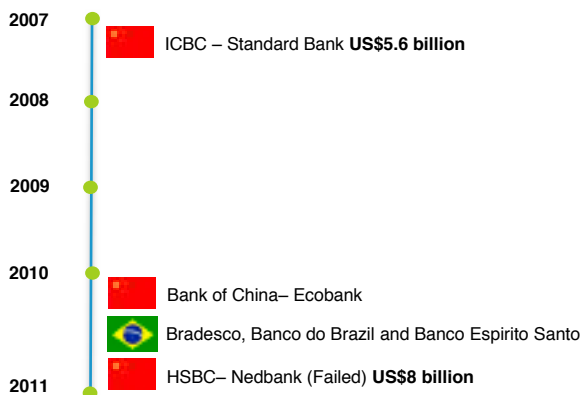 2007
ICBC – Standard Bank US$5.6 billion
2008
2009
2010
Bank of China– Ecobank
Bradesco, Banco do Brazil and Banco Espirito Santo
HSBC– Nedbank (Failed) US$8 billion
2011